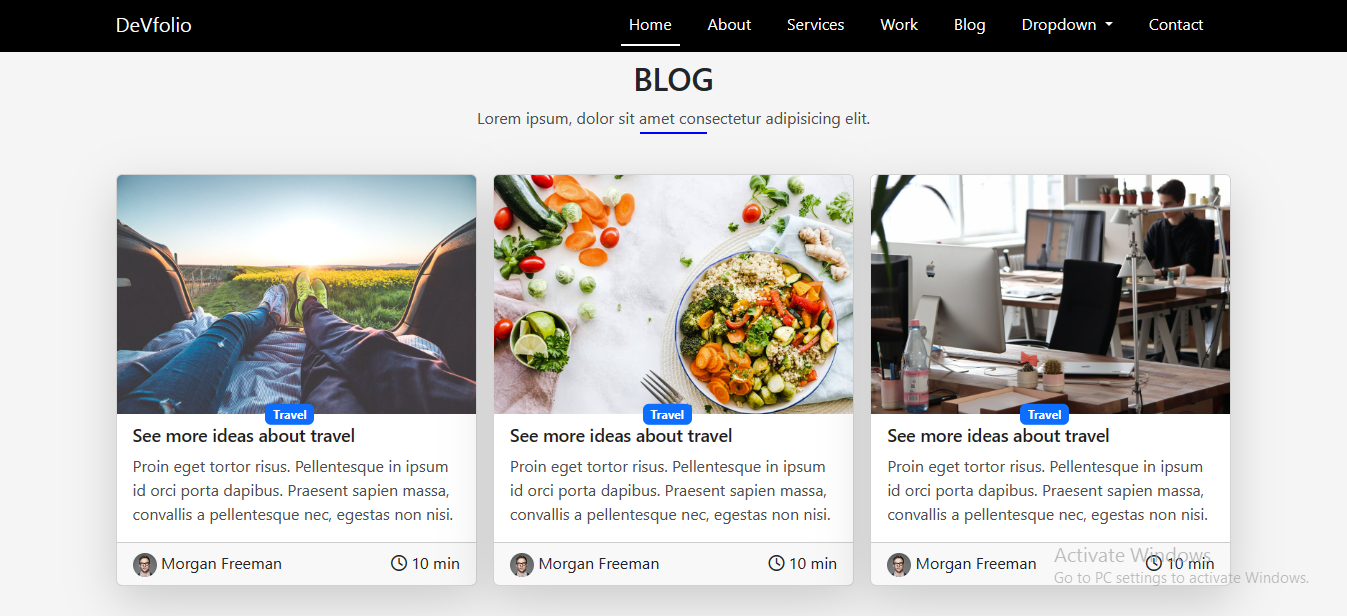 DeVfolio Home About Services Work Blog Dropdown Contact
BLOG
Lorem ipsum, dolor sit amet consectetur adipisicing elit.
Travel
See more ideas about travel
Proin eget tortor risus. Pellentesque in ipsum
id orci porta dapibus. Praesent sapien massa,
convallis a pellentesque nec, egestas non nisi.
Morgan Freeman 10 min
Travel
See more ideas about travel
Proin eget tortor risus. Pellentesque in ipsum
id orci porta dapibus. Praesent sapien massa,
convallis a pellentesque nec, egestas non nisi.
Morgan Freeman 10 min
Travel
See more ideas about travel
Proin eget tortor risus. Pellentesque in ipsum
id orci porta dapibus. Praesent sapien massa,
convallis a pellentesque nec, egestas non nisi.
Morgan Freeman 10 min
Activate Windows
Go to PC settings to activate Windows.